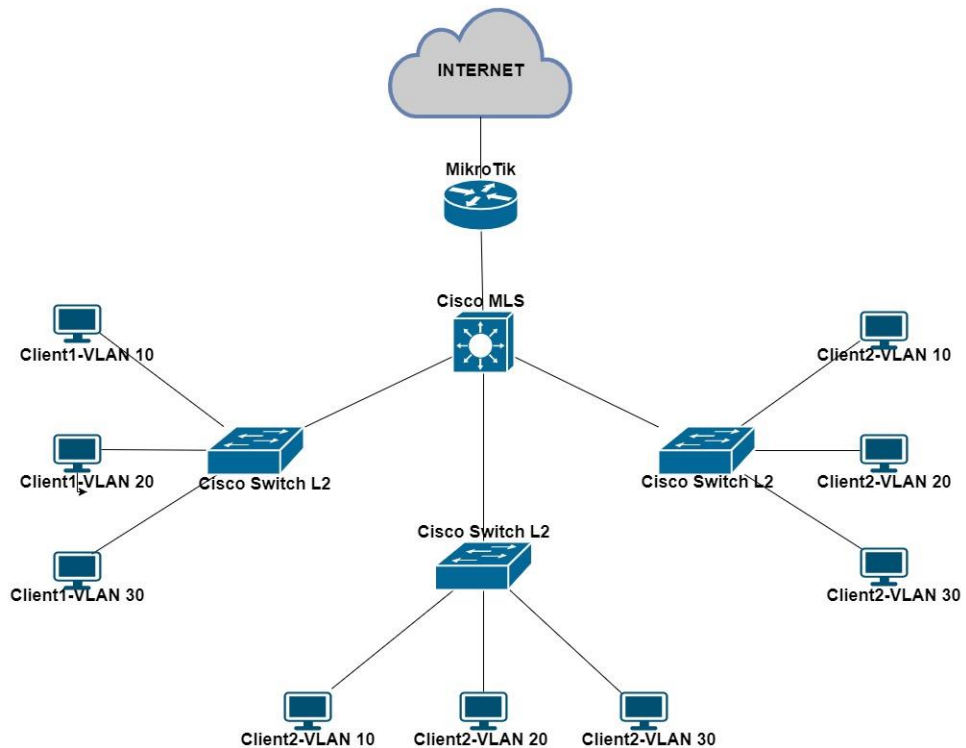 INTERNET
MikroTik
Cisco MLS
Client1-VLAN 10
Client2-VLAN 10
Client1-VLAN 20
Cisco Switch L2
Cisco Switch L2
Client2-VLAN 20
Cisco Switch L2
Client1-VLAN 30
Client2-VLAN 30
Client2-VLAN 10
Client2-VLAN 20
Client2-VLAN 30